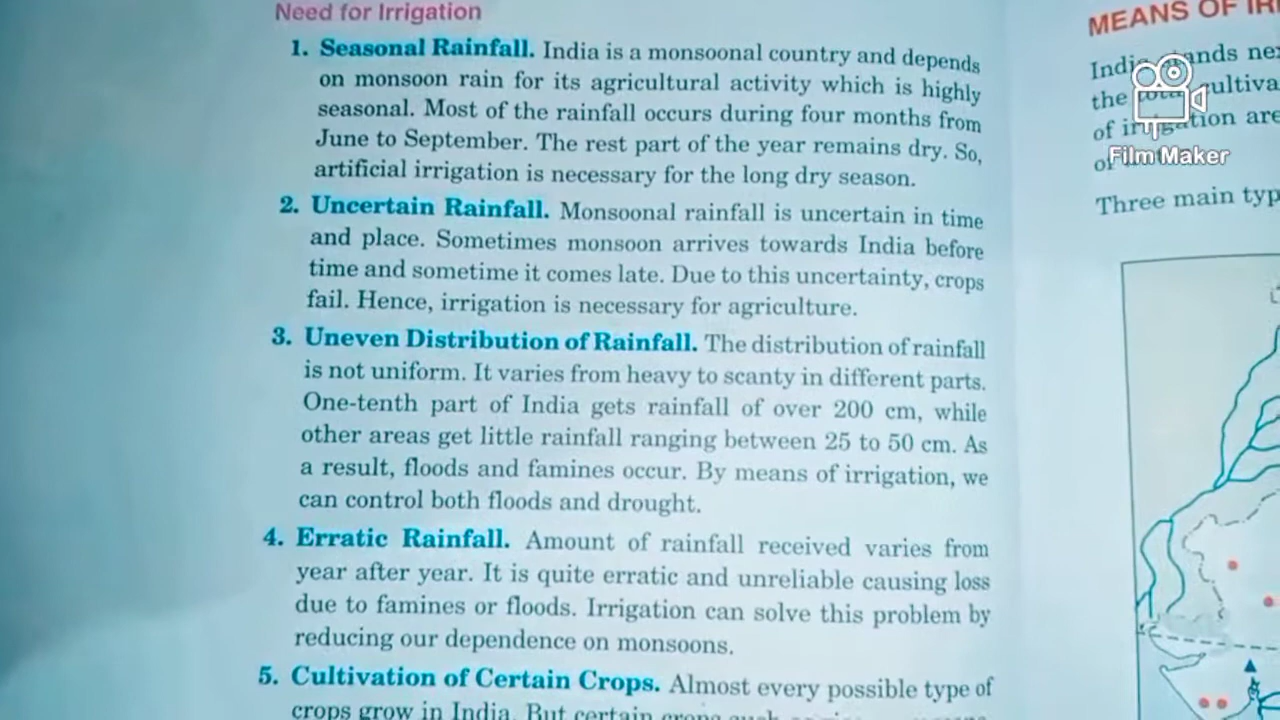 Need for Irrigation
1. Seasonal Rainfall. India is a monsoonal country and depends
on monsoon rain for its agricultural activity which is highly
seasonal. Most of the rainfall occurs during four months from
June to September. The rest part of the year remains dry. So,
artificial irrigation is necessary for the long dry season.
2. Uncertain Rainfall. Monsoonal rainfall is uncertain in time
and place. Sometimes monsoon arrives towards India before
time and sometime it comes late. Due to this uncertainty, crops
fail. Hence, irrigation is necessary for agriculture.
3. Uneven Distribution of Rainfall. The distribution of rainfall
is not uniform. It varies from heavy to scanty in different parts.
One-tenth part of India gets rainfall of over 200 cm, while
other areas get little rainfall ranging between 25 to 50 cm. As
a result, floods and famines occur. By means of irrigation, we
can control both floods and drought.
4. Erratic Rainfall. Amount of rainfall received varies from
year after year. It is quite erratic and unreliable causing loss
due to famines or floods. Irrigation can solve this problem by
reducing our dependence on monsoons.
5. Cultivation of Certain Crops. Almost every possible type of
crops grow in India. But certain crops such
MEANS OF
the
of irrigation are
of
Three main
Film Maker